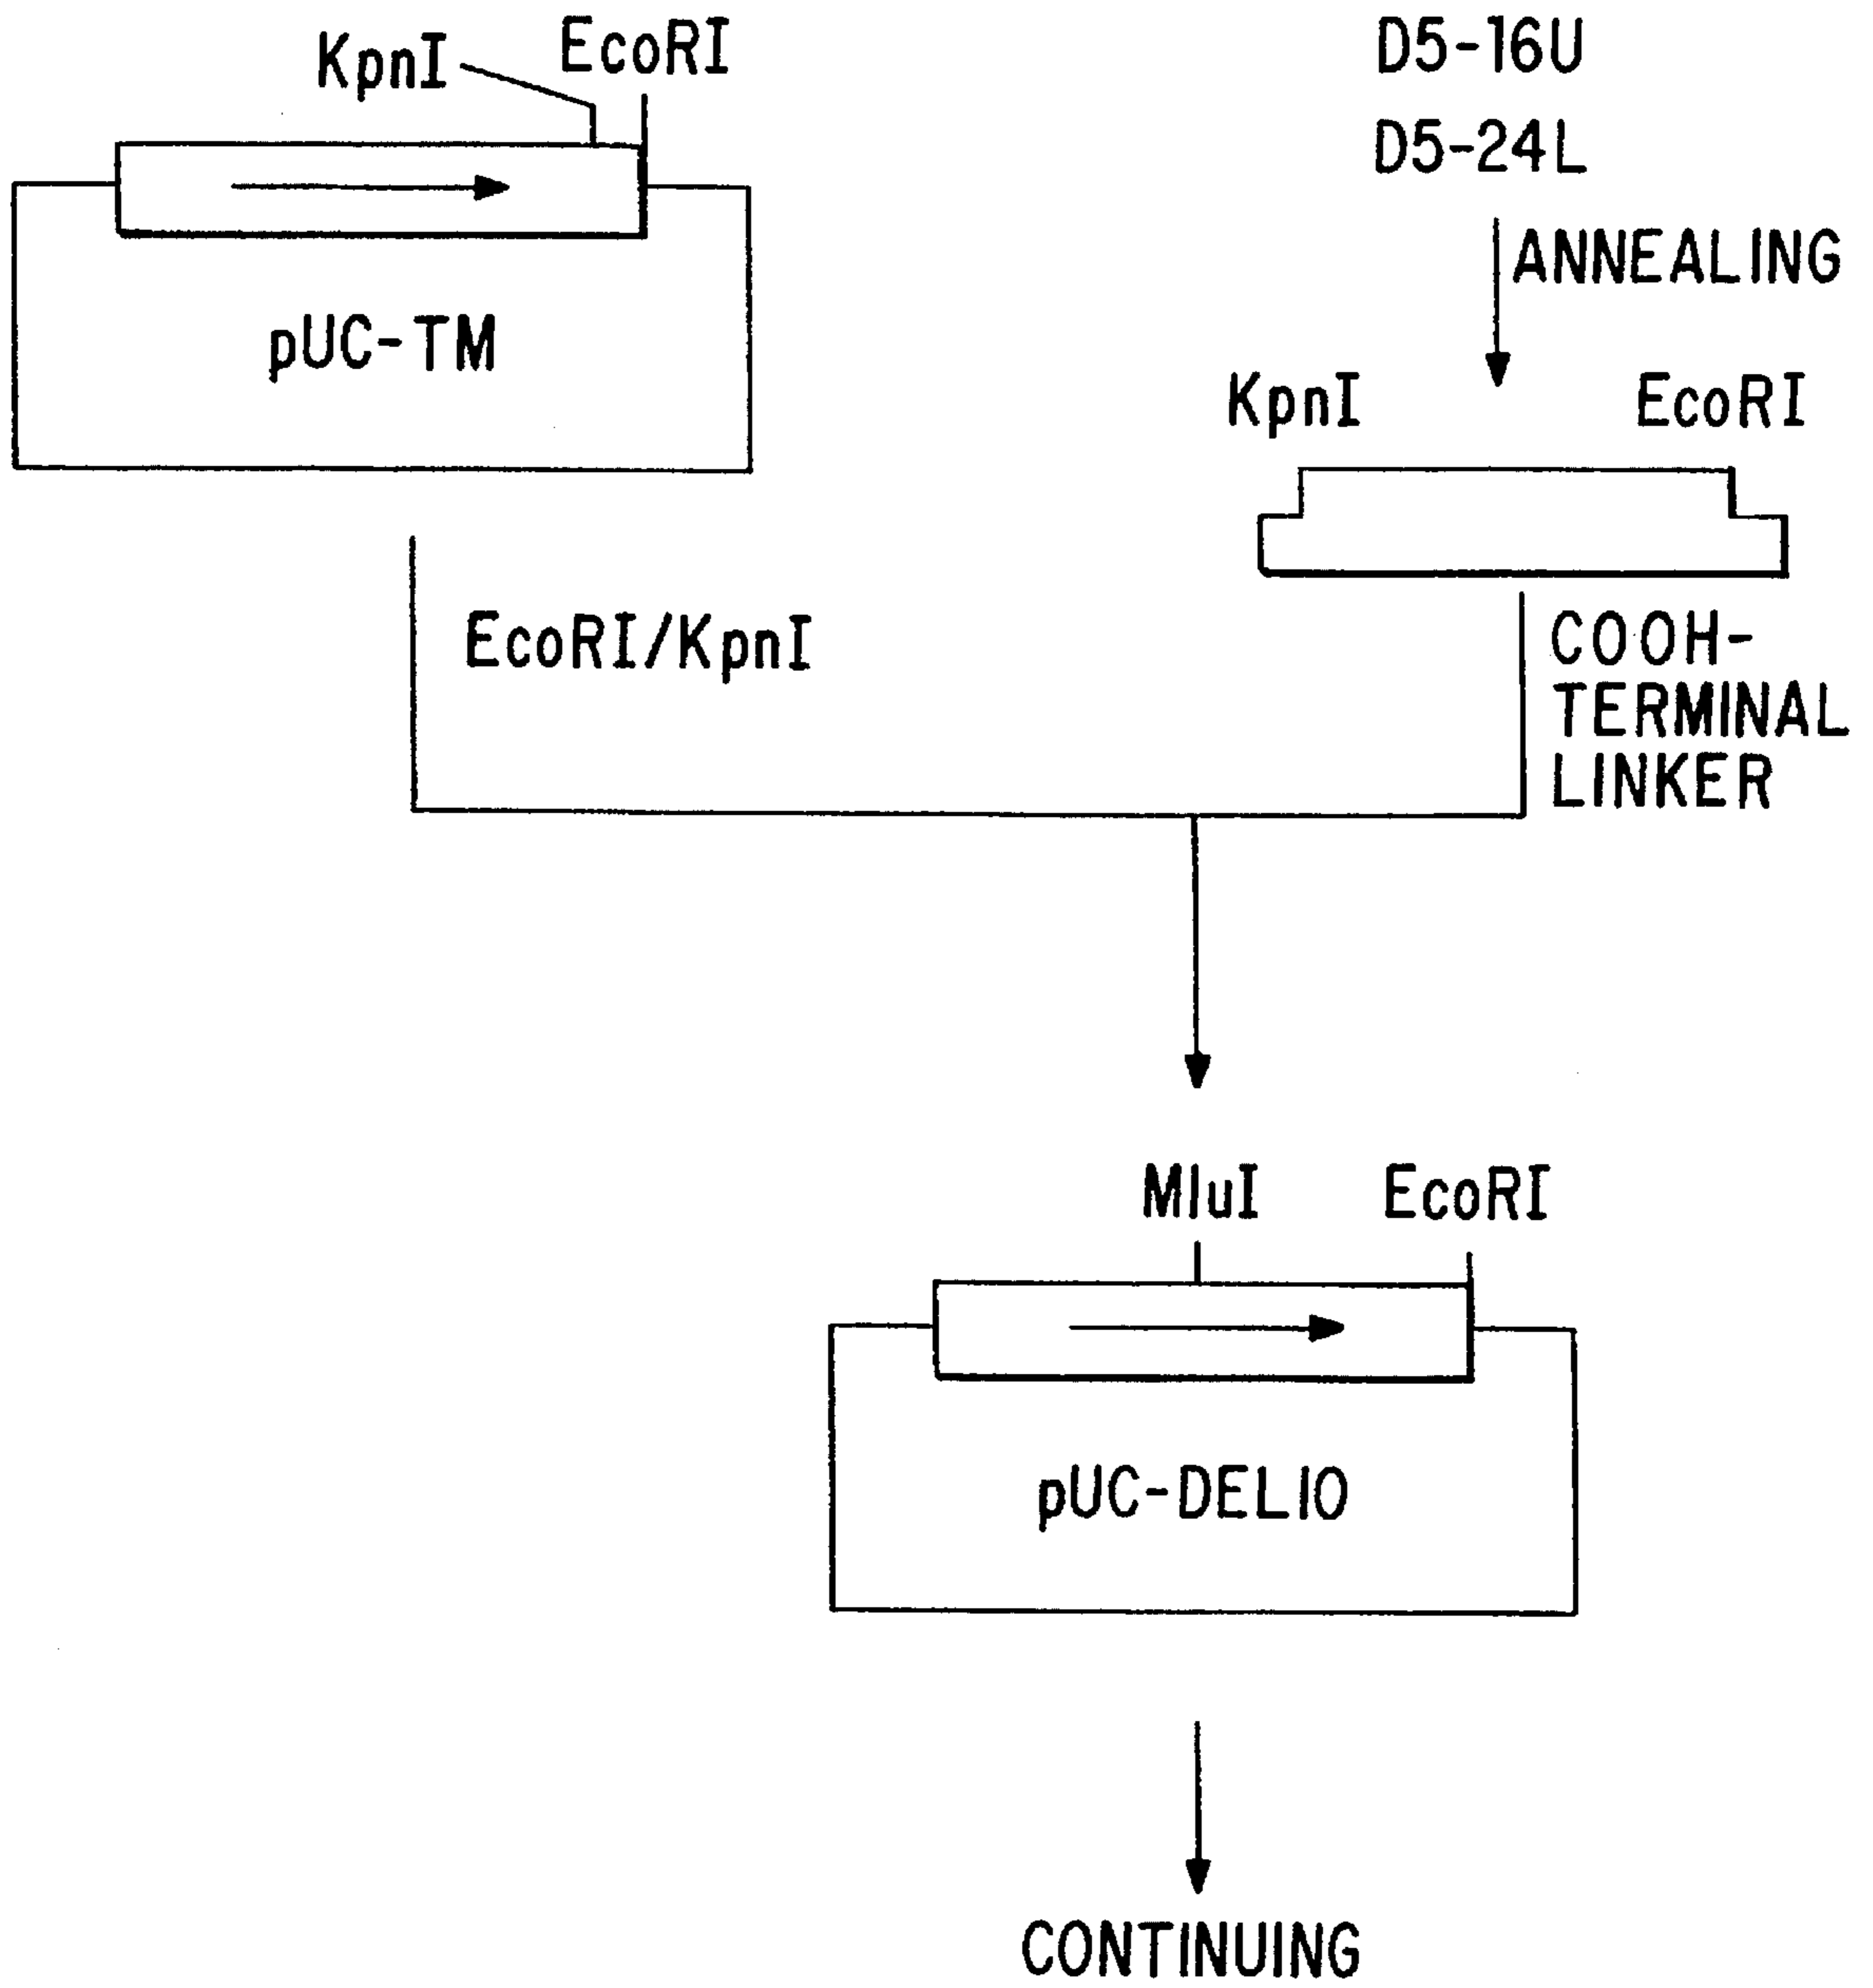 KpnI
EcoRI
pUC-TM
D5-16U
D5-24L
ANNEALING
KpnI
EcoRI
EcoRI/KpnI
COOH-
TERMINAL
LINKER
MluI
EcoRI
pUC-DEL10
CONTINUING